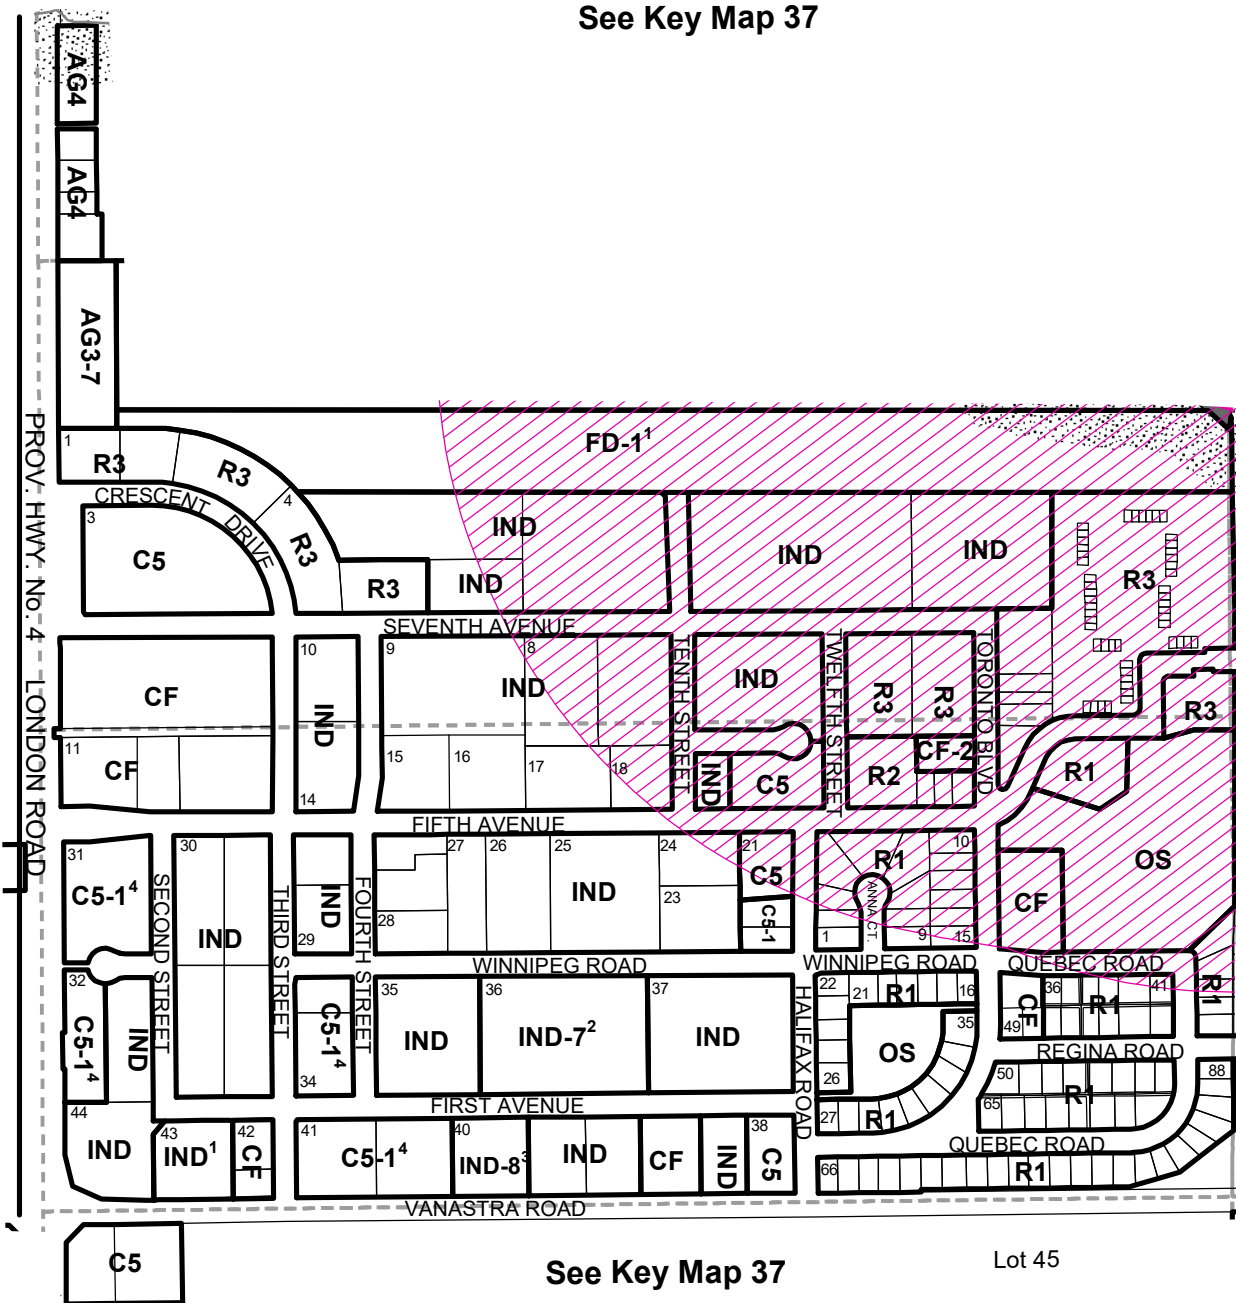 See Key Map 37
AG4
AG4
AG3-7
FD-1¹
1
R3
R3
CRESCENT DRIVE
4
3
C5
R3
R3
IND
IND
IND
IND
R3
PROV. HWY. No. 4 LONDON ROAD
SEVENTH AVENUE
CF
10
IND
14
9
8
IND
TENTH STREET
IND
TWELFTH STREET
R3
R3
TORONTO BLVD
R3
11
CF
15
16
17
18
IND
C5
R2
CF-2
R1
FIFTH AVENUE
31
C5-1⁴
SECOND STREET
30
IND
THIRD STREET
IND
29
FOURTH STREET
28
27
26
25
IND
24
23
21
C5
C5-1
R1
10
ANNA CT.
1
9
15
CF
OS
WINNIPEG ROAD
WINNIPEG ROAD
QUEBEC ROAD
32
C5-1⁴
IND
C5-1⁴
34
35
IND
36
IND-7²
37
IND
HALIFAX ROAD
22
21
R1
16
OS
35
26
27
R1
CF
49
36
R1
41
R1
REGINA ROAD
50
R1
65
88
FIRST AVENUE
44
IND
43
IND¹
42
CF
41
C5-1⁴
40
IND-8³
IND
CF
IND
38
C5
QUEBEC ROAD
66
R1
VANASTRA ROAD
C5
See Key Map 37
Lot 45